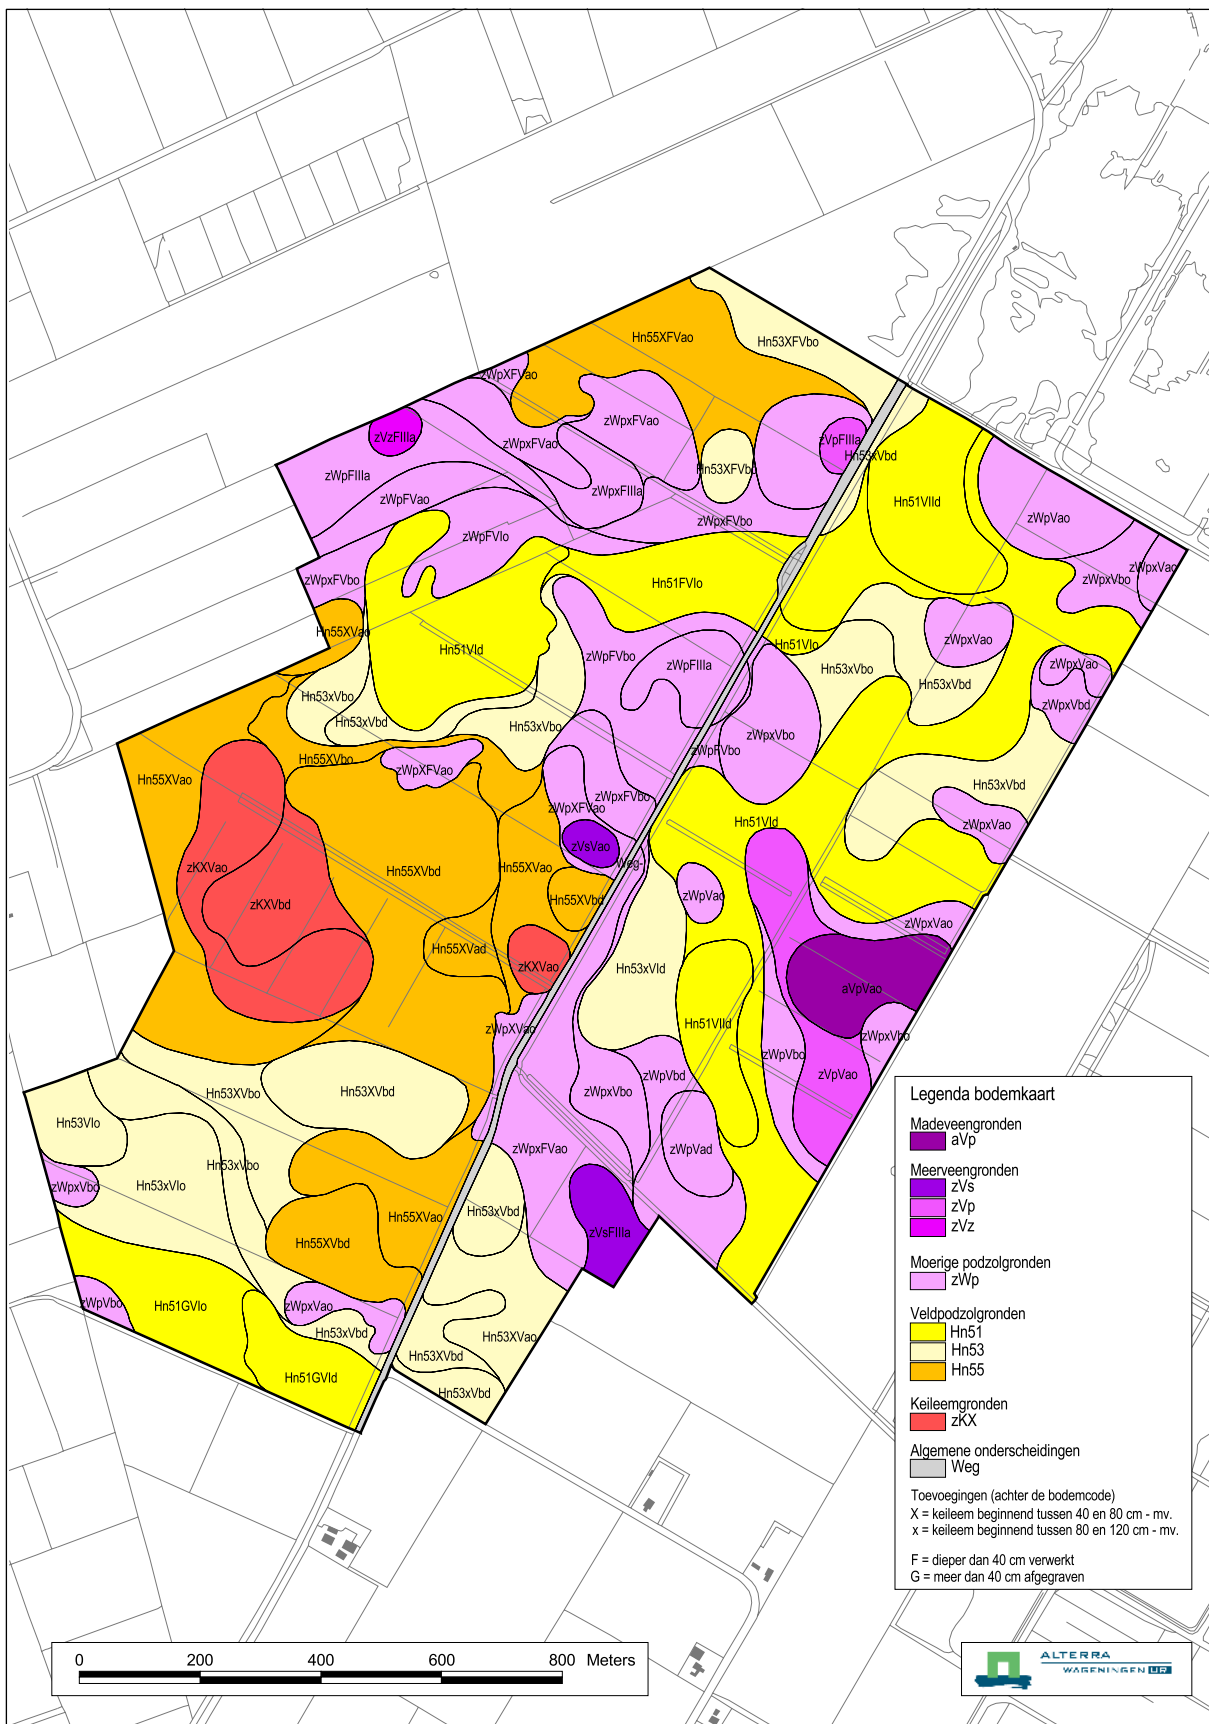 Hn55XFVao
Hn53XFVbo
zWpXFVao
zWpxFVao
zVzFIIIa
zWpxFVao
zVpFIIIa
Hn53xVbd
Hn53XFVbd
zWpFIIIa
zWpFVao
zWpxFIIIa
Hn51VIId
zWpVao
zWpxFVbo
zWpFVIo
zWpxVao
zWpxVbo
zWpxFVbo
Hn51FVIo
Hn55XVao
Hn51VId
Hn51VIo
zWpxVao
zWpFVbo
zWpFIIIa
Hn53xVbo
Hn53xVbd
zWpxVao
Hn53xVbo
zWpxVbd
Hn53xVbd
Hn53xVbo
zWpxVbo
zWpFVbo
Hn55XVbo
zWpXFVao
Hn55XVao
Hn53xVbd
zWpxFVbo
zWpXFVao
Hn51VId
zWpxVao
zVsVao
Weg
zKXVao
Hn55XVbd
Hn55XVao
zWpVao
Hn55XVbd
zKXVbd
zWpxVao
Hn55XVad
zKXVao
Hn53xVId
aVpVao
Hn51VIId
zWpXVao
zWpxVbo
zWpVbo
zVpVao
zWpVbd
Hn53XVbo
Hn53XVbd
zWpxVbo
Hn53VIo
zWpVad
zWpxFVao
Hn53xVbo
zWpxVbo
Hn53xVIo
Hn53xVbd
Hn55XVao
zVsFIIIa
Hn55XVbd
zWpVbo
Hn51GVIo
zWpxVao
Hn53xVbd
Hn53XVao
Hn53XVbd
Hn51GVId
Hn53xVbd
Legenda bodemkaart
Madeveengronden
aVp
Meerveengronden
zVs
zVp
zVz
Moerige podzolgronden
zWp
Veldpodzolgronden
Hn51
Hn53
Hn55
Keileemgronden
zKX
Algemene onderscheidingen
Weg
Toevoegingen (achter de bodemcode)
X = keileem beginnend tussen 40 en 80 cm - mv.
x = keileem beginnend tussen 80 en 120 cm - mv.
F = dieper dan 40 cm verwerkt
G = meer dan 40 cm afgegraven
0 200 400 600 800 Meters
ALTERRA
WAGENINGEN UR